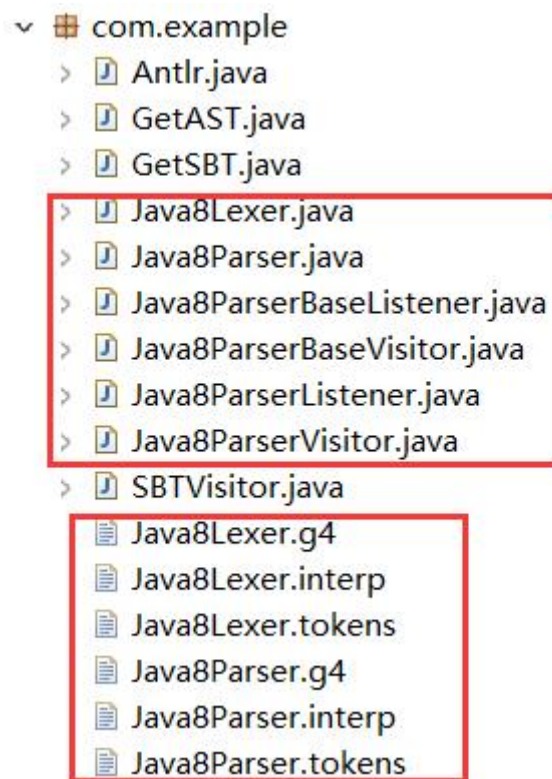 com.example
Antlr.java
GetAST.java
GetSBT.java
Java8Lexer.java
Java8Parser.java
Java8ParserBaseListener.java
Java8ParserBaseVisitor.java
Java8ParserListener.java
Java8ParserVisitor.java
SBTVisitor.java
Java8Lexer.g4
Java8Lexer.interp
Java8Lexer.tokens
Java8Parser.g4
Java8Parser.interp
Java8Parser.tokens